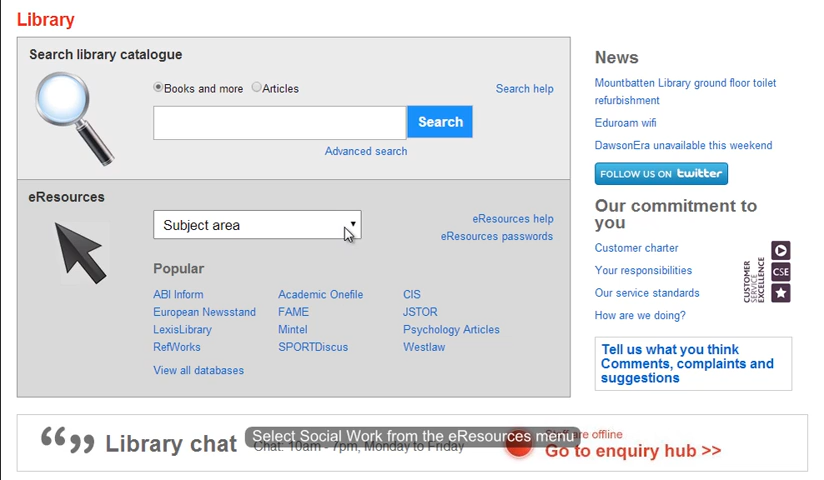 Library
Search library catalogue
Books and more Articles
Search help
Search
Advanced search
eResources
Subject area
eResources help
eResources passwords
Popular
ABI Inform Academic Onefile CIS
European Newsstand FAME JSTOR
LexisLibrary Mintel Psychology Articles
RefWorks SPORTDiscus Westlaw
View all databases
News
Mountbatten Library ground floor toilet
refurbishment
Eduroam wifi
DawsonEra unavailable this weekend
FOLLOW US ON twitter
Our commitment to
you
Customer charter
Your responsibilities
Our service standards
How are we doing?
CUSTOMER
SERVICE
EXCELLENCE
CSE
Tell us what you think
Comments, complaints and
suggestions
Library chat
Select Social Work from the eResources menu
Chat: 10am - 7pm, Monday to Friday
are offline
Go to enquiry hub >>